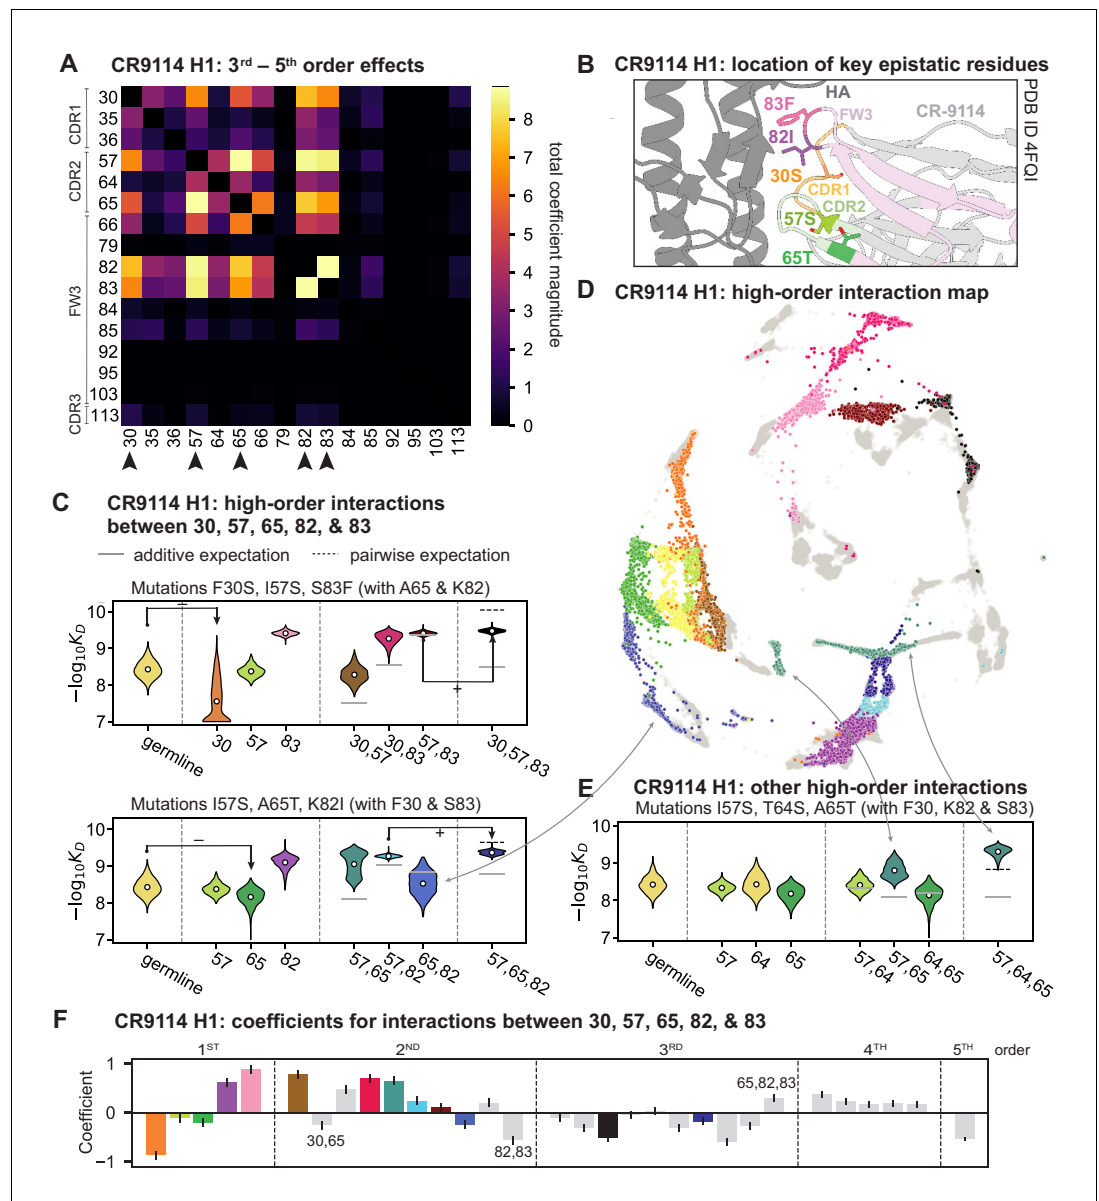 A CR9114 H1: 3rd – 5th order effects
CDR1
CDR2
FW3
CDR3
30
35
36
57
64
65
66
79
82
83
84
85
92
95
103
113
30 35 36 57 64 65 66 79 82 83 84 85 92 95 103 113
8
7
6
5
4
3
2
1
0
total coefficient magnitude
B CR9114 H1: location of key epistatic residues
HA
83F
FW3
CR-9114
82I
30S
CDR1
CDR2
57S
65T
PDB ID 4FQI
C CR9114 H1: high-order interactions
between 30, 57, 65, 82, & 83
additive expectation pairwise expectation
Mutations F30S, I57S, S83F (with A65 & K82)
−log10KD
10
9
8
7
−
+
germline 30 57 83 30,57 30,83 57,83 30,57,83
Mutations I57S, A65T, K82I (with F30 & S83)
−log10KD
10
9
8
7
−
+
germline 57 65 82 57,65 57,82 65,82 57,65,82
D CR9114 H1: high-order interaction map
E CR9114 H1: other high-order interactions
Mutations I57S, T64S, A65T (with F30, K82 & S83)
−log10KD
10
9
8
7
germline 57 64 65 57,64 57,65 64,65 57,64,65
F CR9114 H1: coefficients for interactions between 30, 57, 65, 82, & 83
1ST 2ND 3RD 4TH 5TH order
Coefficient
1
0
−1
30,65
82,83
65,82,83